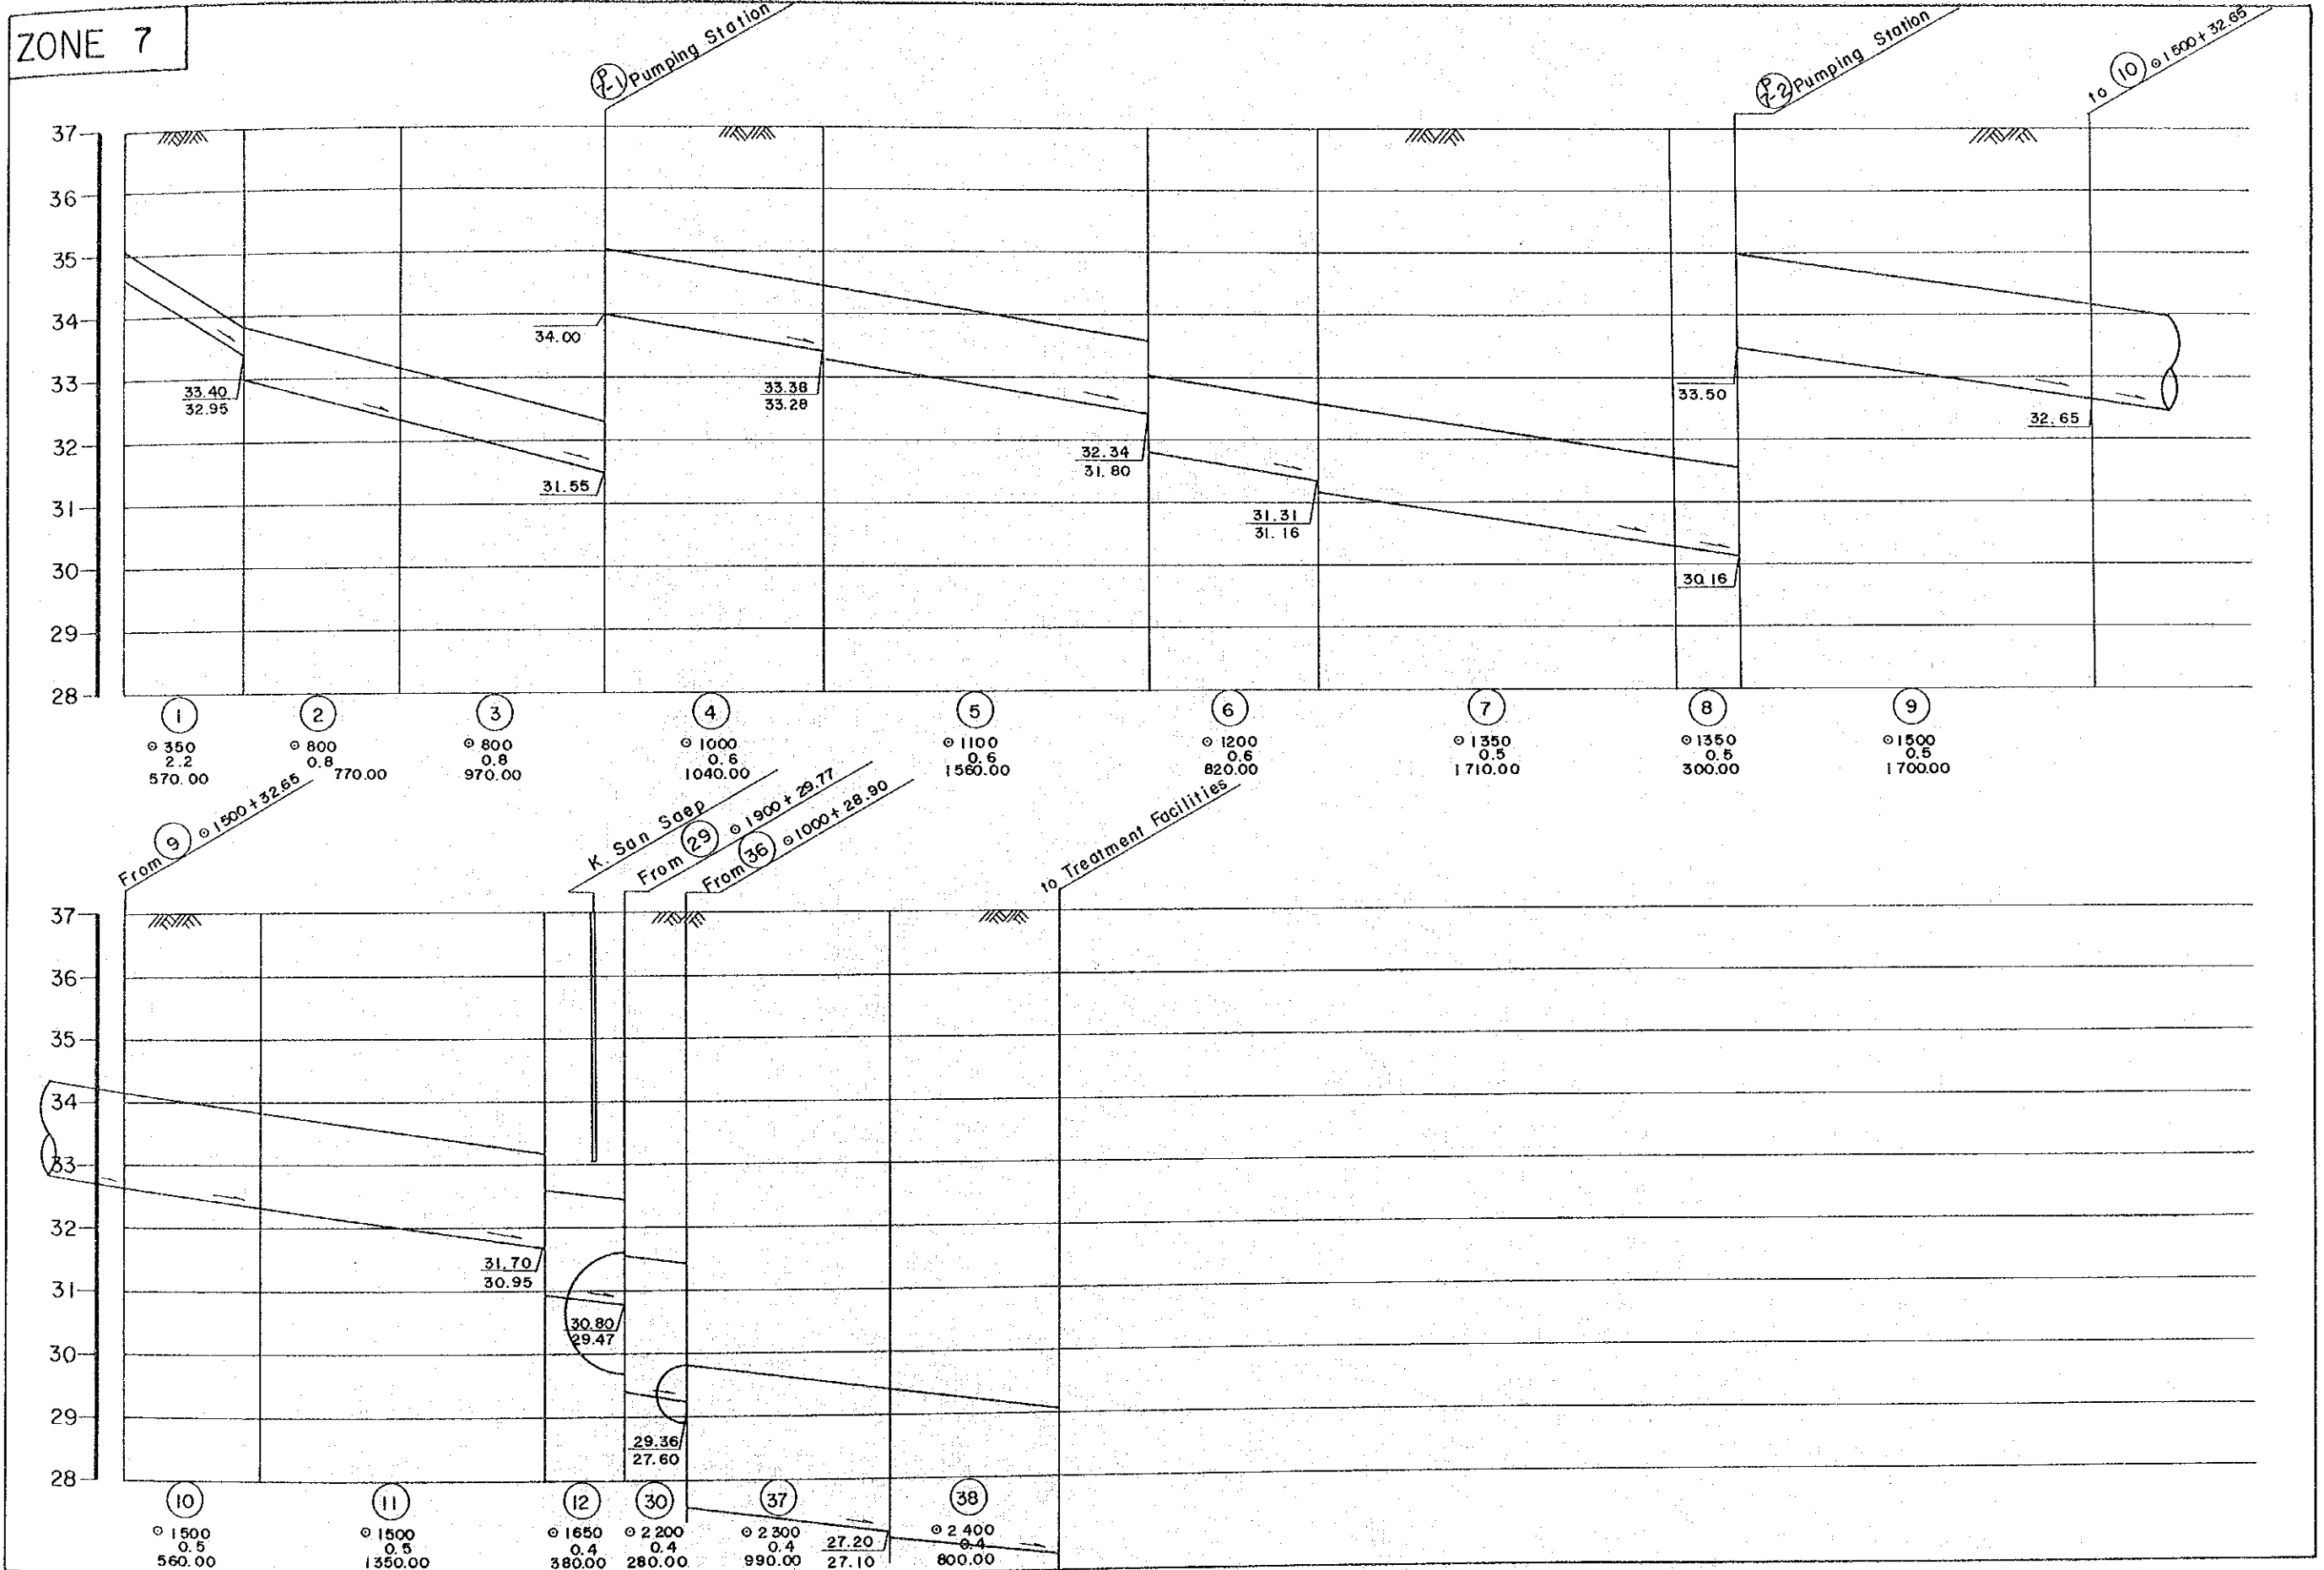 ZONE 7
P 7-1 Pumping Station
P 7-2 Pumping Station
to 10 ⊙1500+32.65
37
36
35
34
33
32
31
30
29
28
33.40
32.95
31.55
34.00
33.38
33.28
32.34
31.80
31.31
31.16
30.16
33.50
32.65
1 2 3 4 5 6 7 8 9
⊙350 ⊙800 ⊙800 ⊙1000 ⊙1100 ⊙1200 ⊙1350 ⊙1350 ⊙1500
2.2 0.8 0.8 0.6 0.6 0.6 0.5 0.5 0.5
570.00 770.00 970.00 1040.00 1560.00 820.00 1710.00 300.00 1700.00
From 9 ⊙1500+32.65
K. San Saep
From 29 ⊙1900+29.77
From 36 ⊙1000+28.90
to Treatment Facilities
37
36
35
34
33
32
31
30
29
28
31.70
30.95
30.80
29.47
29.36
27.60
27.20
27.10
10 11 12 30 37 38
⊙1500 ⊙1500 ⊙1650 ⊙2200 ⊙2300 ⊙2400
0.5 0.5 0.4 0.4 0.4 0.4
560.00 1350.00 380.00 280.00 990.00 800.00